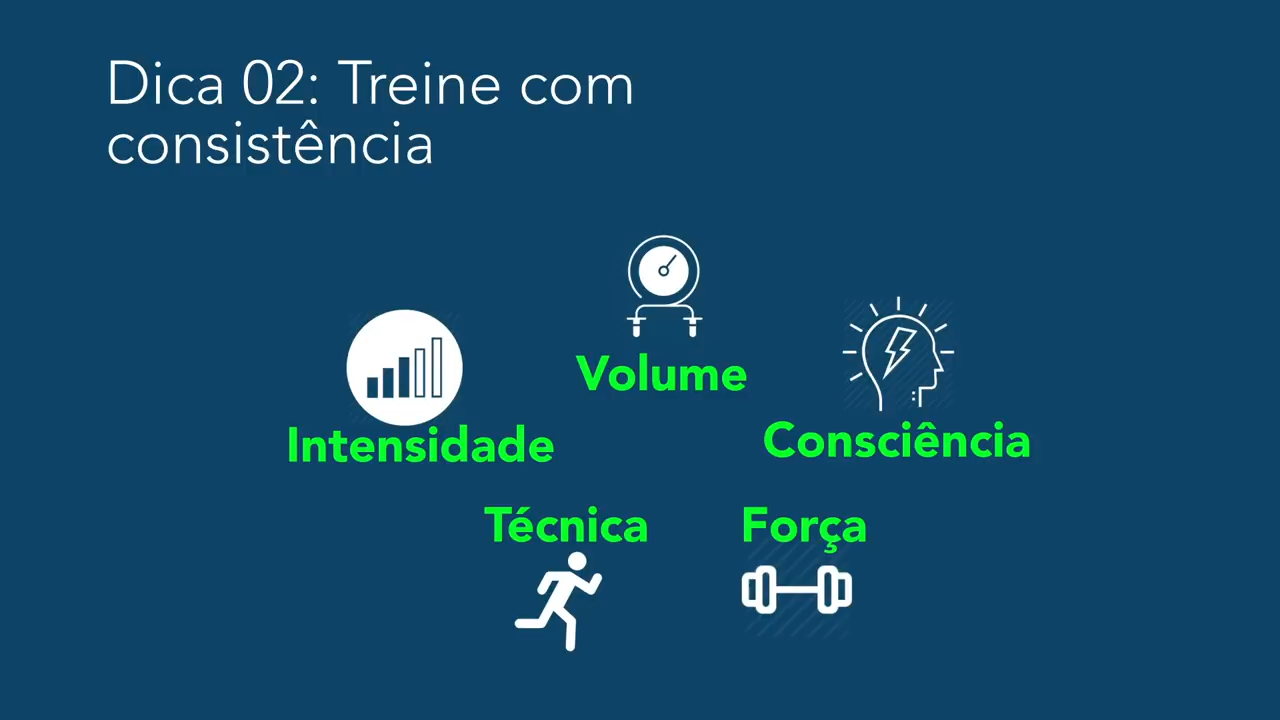 Dica 02: Treine com
consistência
Volume
Intensidade
Consciência
Técnica
Força